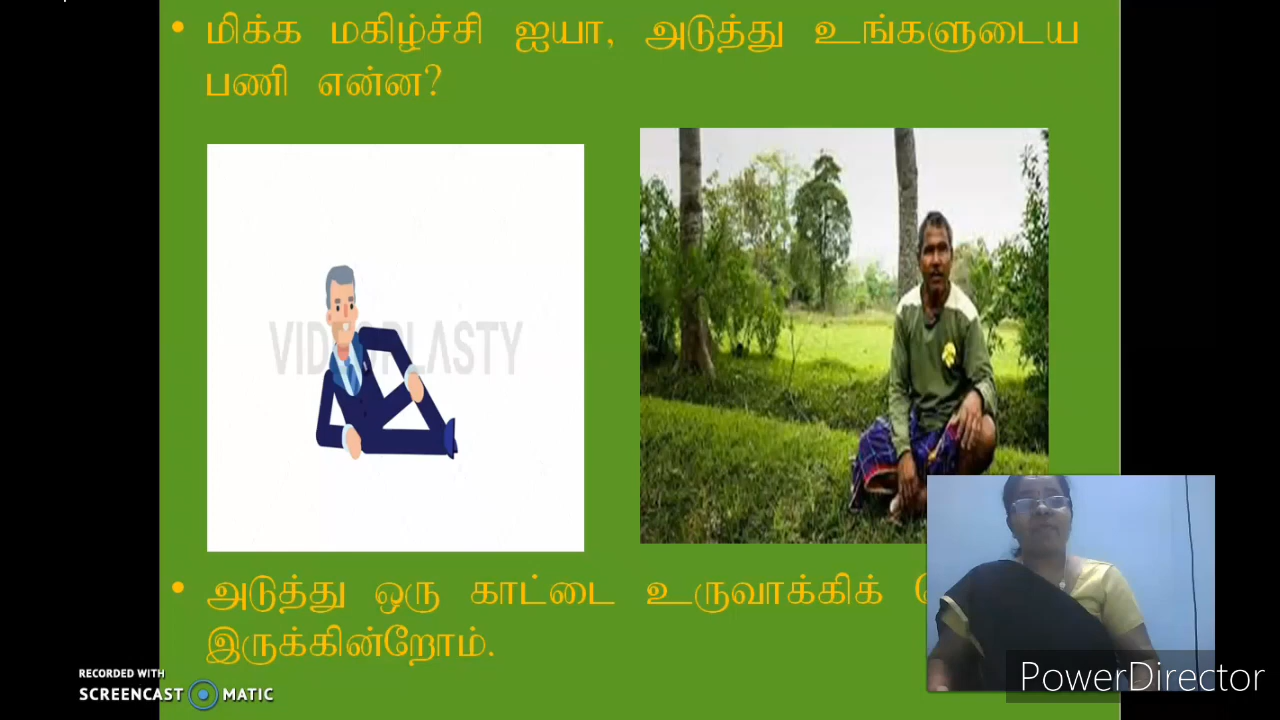 • மிக்க மகிழ்ச்சி ஐயா, அடுத்து உங்களுடைய
பணி என்ன?
VIDEOPLASTY
• அடுத்து ஒரு காட்டை உருவாக்கிக்
இருக்கின்றோம்.
RECORDED WITH
SCREENCAST MATIC
PowerDirector